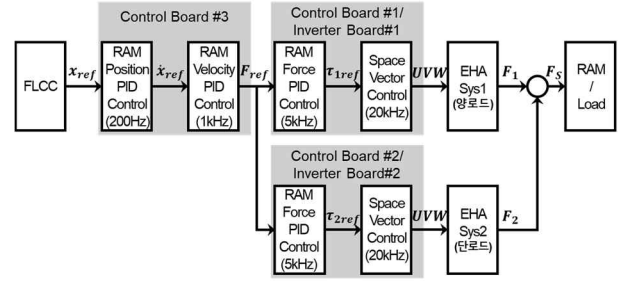 Control Board #3
Control Board #1/
Inverter Board#1
FLCC
x_ref
RAM
Position
PID
Control
(200Hz)
ẋ_ref
RAM
Velocity
PID
Control
(1kHz)
F_ref
RAM
Force
PID
Control
(5kHz)
τ_1ref
Space
Vector
Control
(20kHz)
UVW
EHA
Sys1
(양로드)
F_1
F_S
RAM
/
Load
Control Board #2/
Inverter Board#2
RAM
Force
PID
Control
(5kHz)
τ_2ref
Space
Vector
Control
(20kHz)
UVW
EHA
Sys2
(단로드)
F_2